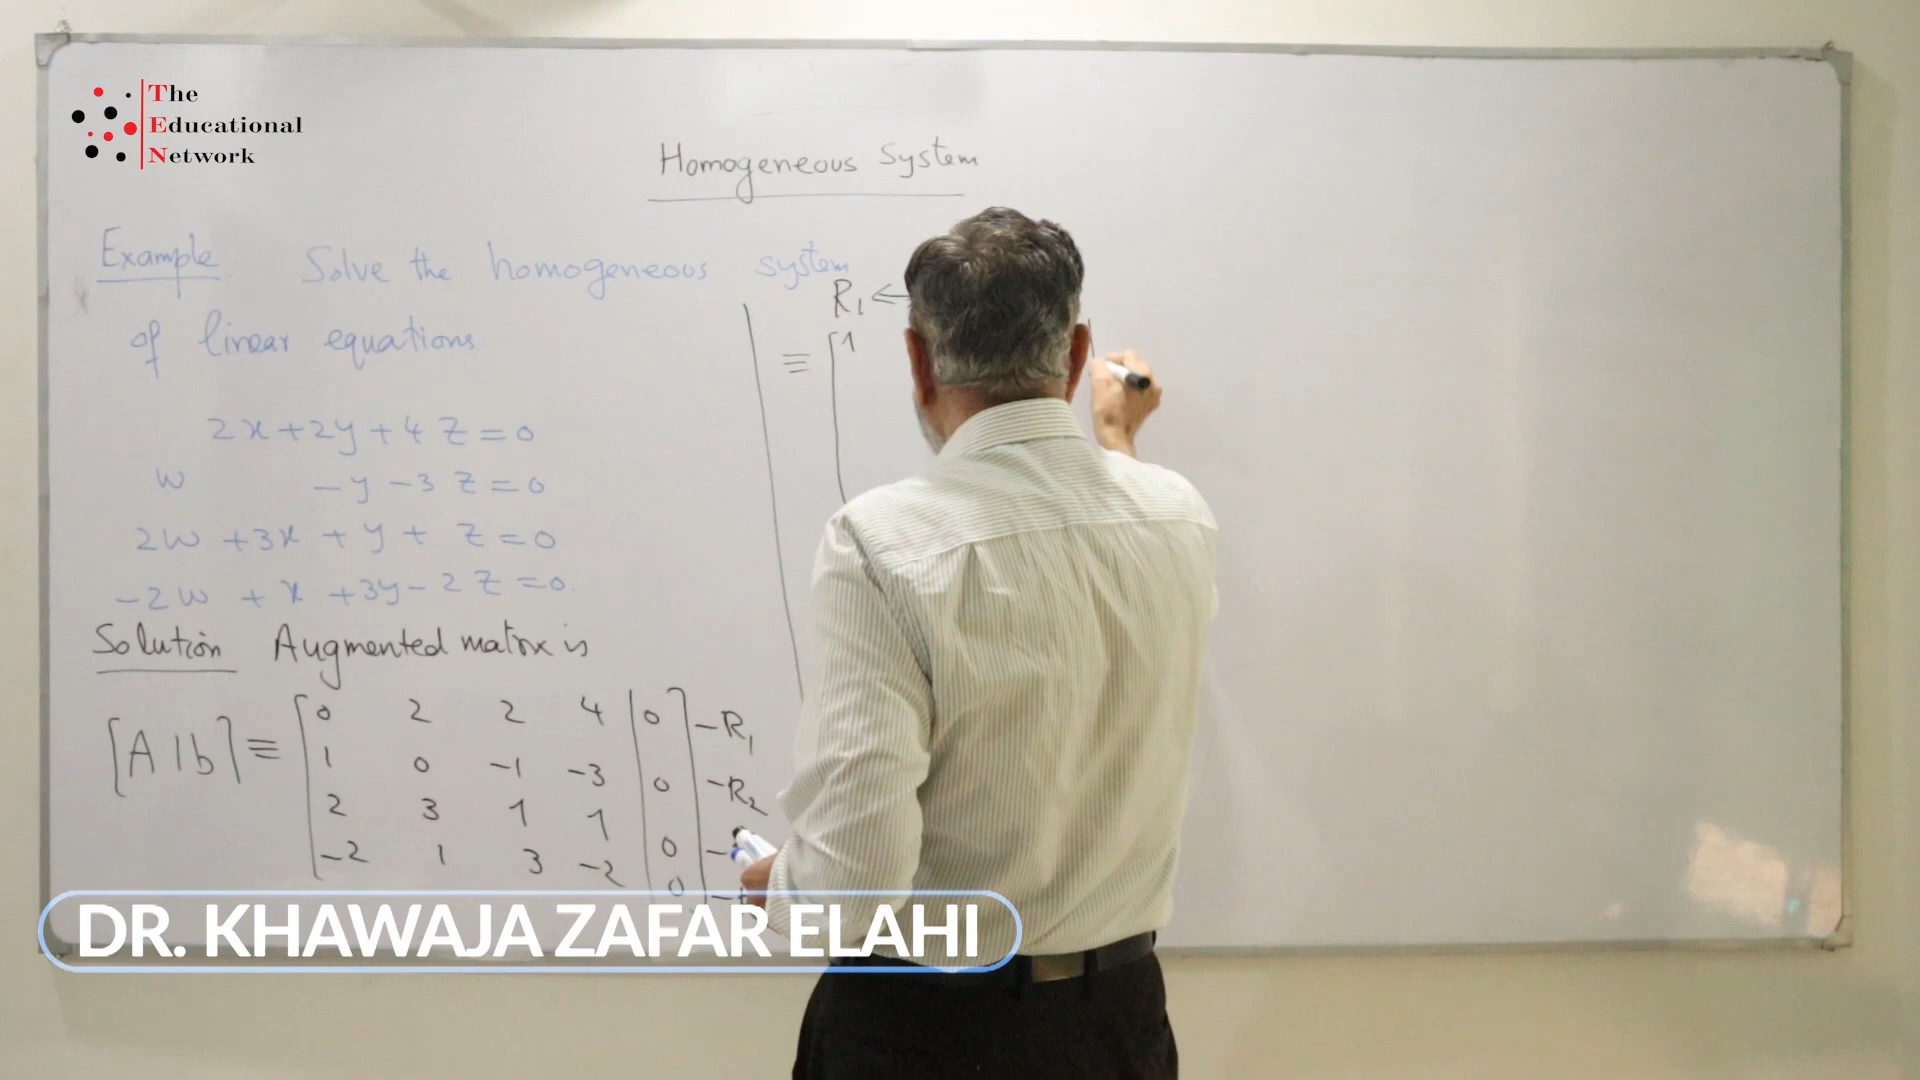 The
Educational
Network
Homogeneous System
Example Solve the homogeneous system
of linear equations
2x+2y+4z=0
w -y-3z=0
2w+3x+y+z=0
-2w+x+3y-2z=0.
Solution Augmented matrix is
[A|b] ≡ [0 2 2 4 | 0] -R₁
1 0 -1 -3 0 -R₂
2 3 1 1 0 -
-2 1 3 -2 0 -
R₁ ↔
≡ [1
DR. KHAWAJA ZAFAR ELAHI